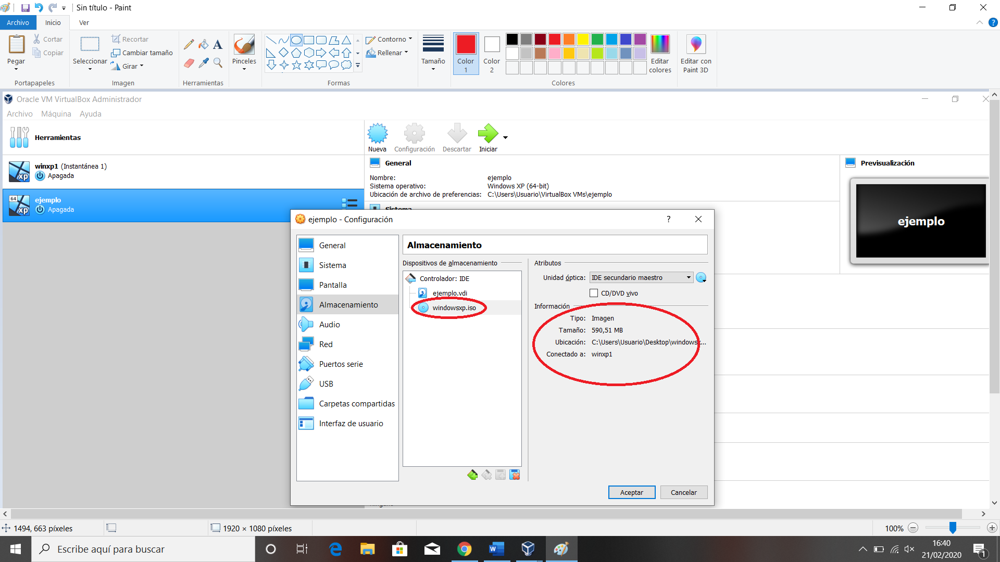 Sin título - Paint
Archivo Inicio Ver
Pegar
Cortar
Copiar
Portapapeles
Seleccionar
Recortar
Cambiar tamaño
Girar
Imagen
A
Herramientas
Pinceles
Contorno
Rellenar
Formas
Tamaño
Color
1
Color
2
Editar
colores
Colores
Editar con
Paint 3D
Oracle VM VirtualBox Administrador
Archivo Máquina Ayuda
Herramientas
winxp1 (Instantánea 1)
xp
Apagada
64
xp
ejemplo
Apagada
Nueva
Configuración
Descartar
Iniciar
General
Nombre: ejemplo
Sistema operativo: Windows XP (64-bit)
Ubicación de archivo de preferencias: C:\Users\Usuario\VirtualBox VMs\ejemplo
Previsualización
ejemplo
Sistema
ejemplo - Configuración
?
General
Sistema
Pantalla
Almacenamiento
Audio
Red
Puertos serie
USB
Carpetas compartidas
Interfaz de usuario
Almacenamiento
Dispositivos de almacenamiento
Controlador: IDE
ejemplo.vdi
windowsxp.iso
Atributos
Unidad óptica: IDE secundario maestro
CD/DVD vivo
Información
Tipo: Imagen
Tamaño: 590,51 MB
Ubicación: C:\Users\Usuario\Desktop\windows...
Conectado a: winxp1
Aceptar
Cancelar
1494, 663 píxeles
1920 × 1080 píxeles
100%
Escribe aquí para buscar
16:40
21/02/2020
1